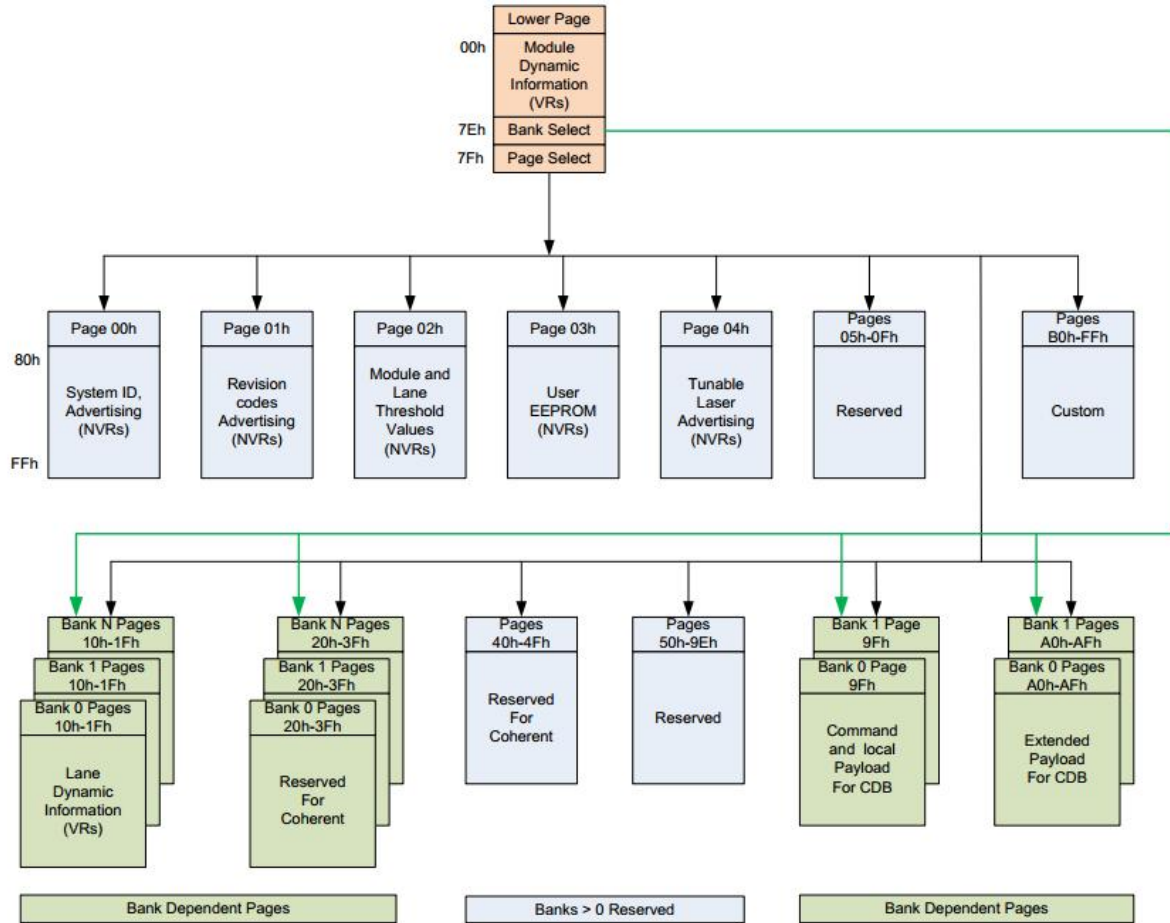 Lower Page
00h
Module
Dynamic
Information
(VRs)
7Eh
Bank Select
7Fh
Page Select
Page 00h
80h
System ID,
Advertising
(NVRs)
FFh
Page 01h
Revision
codes
Advertising
(NVRs)
Page 02h
Module and
Lane
Threshold
Values
(NVRs)
Page 03h
User
EEPROM
(NVRs)
Page 04h
Tunable
Laser
Advertising
(NVRs)
Pages
05h-0Fh
Reserved
Pages
B0h-FFh
Custom
Bank N Pages
10h-1Fh
Bank 1 Pages
10h-1Fh
Bank 0 Pages
10h-1Fh
Lane
Dynamic
Information
(VRs)
Bank N Pages
20h-3Fh
Bank 1 Pages
20h-3Fh
Bank 0 Pages
20h-3Fh
Reserved
For
Coherent
Pages
40h-4Fh
Reserved
For
Coherent
Pages
50h-9Eh
Reserved
Bank 1 Page
9Fh
Bank 0 Page
9Fh
Command
and local
Payload
For CDB
Bank 1 Pages
A0h-AFh
Bank 0 Pages
A0h-AFh
Extended
Payload
For CDB
Bank Dependent Pages
Banks > 0 Reserved
Bank Dependent Pages